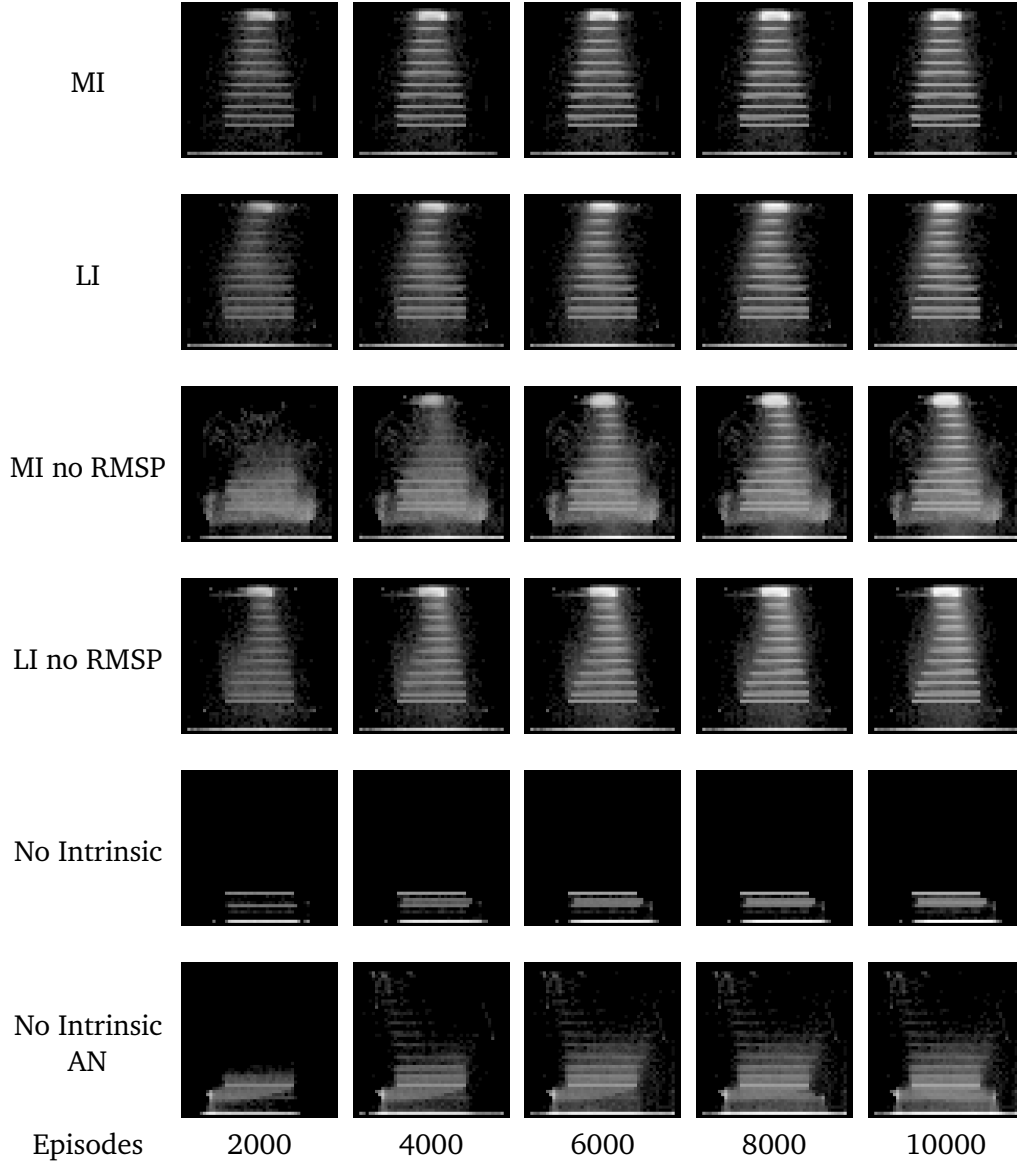 MI
LI
MI no RMSP
LI no RMSP
No Intrinsic
No Intrinsic
AN
Episodes 2000 4000 6000 8000 10000